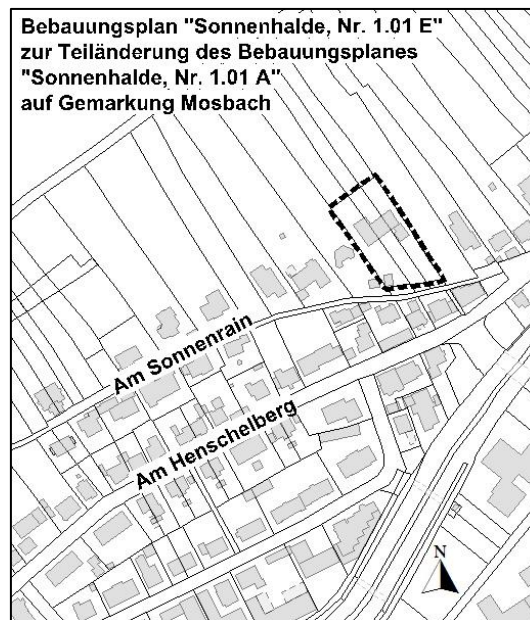 Bebauungsplan "Sonnenhalde, Nr. 1.01 E"
zur Teiländerung des Bebauungsplanes
"Sonnenhalde, Nr. 1.01 A"
auf Gemarkung Mosbach
Am Sonnenrain
Am Henschelberg
N